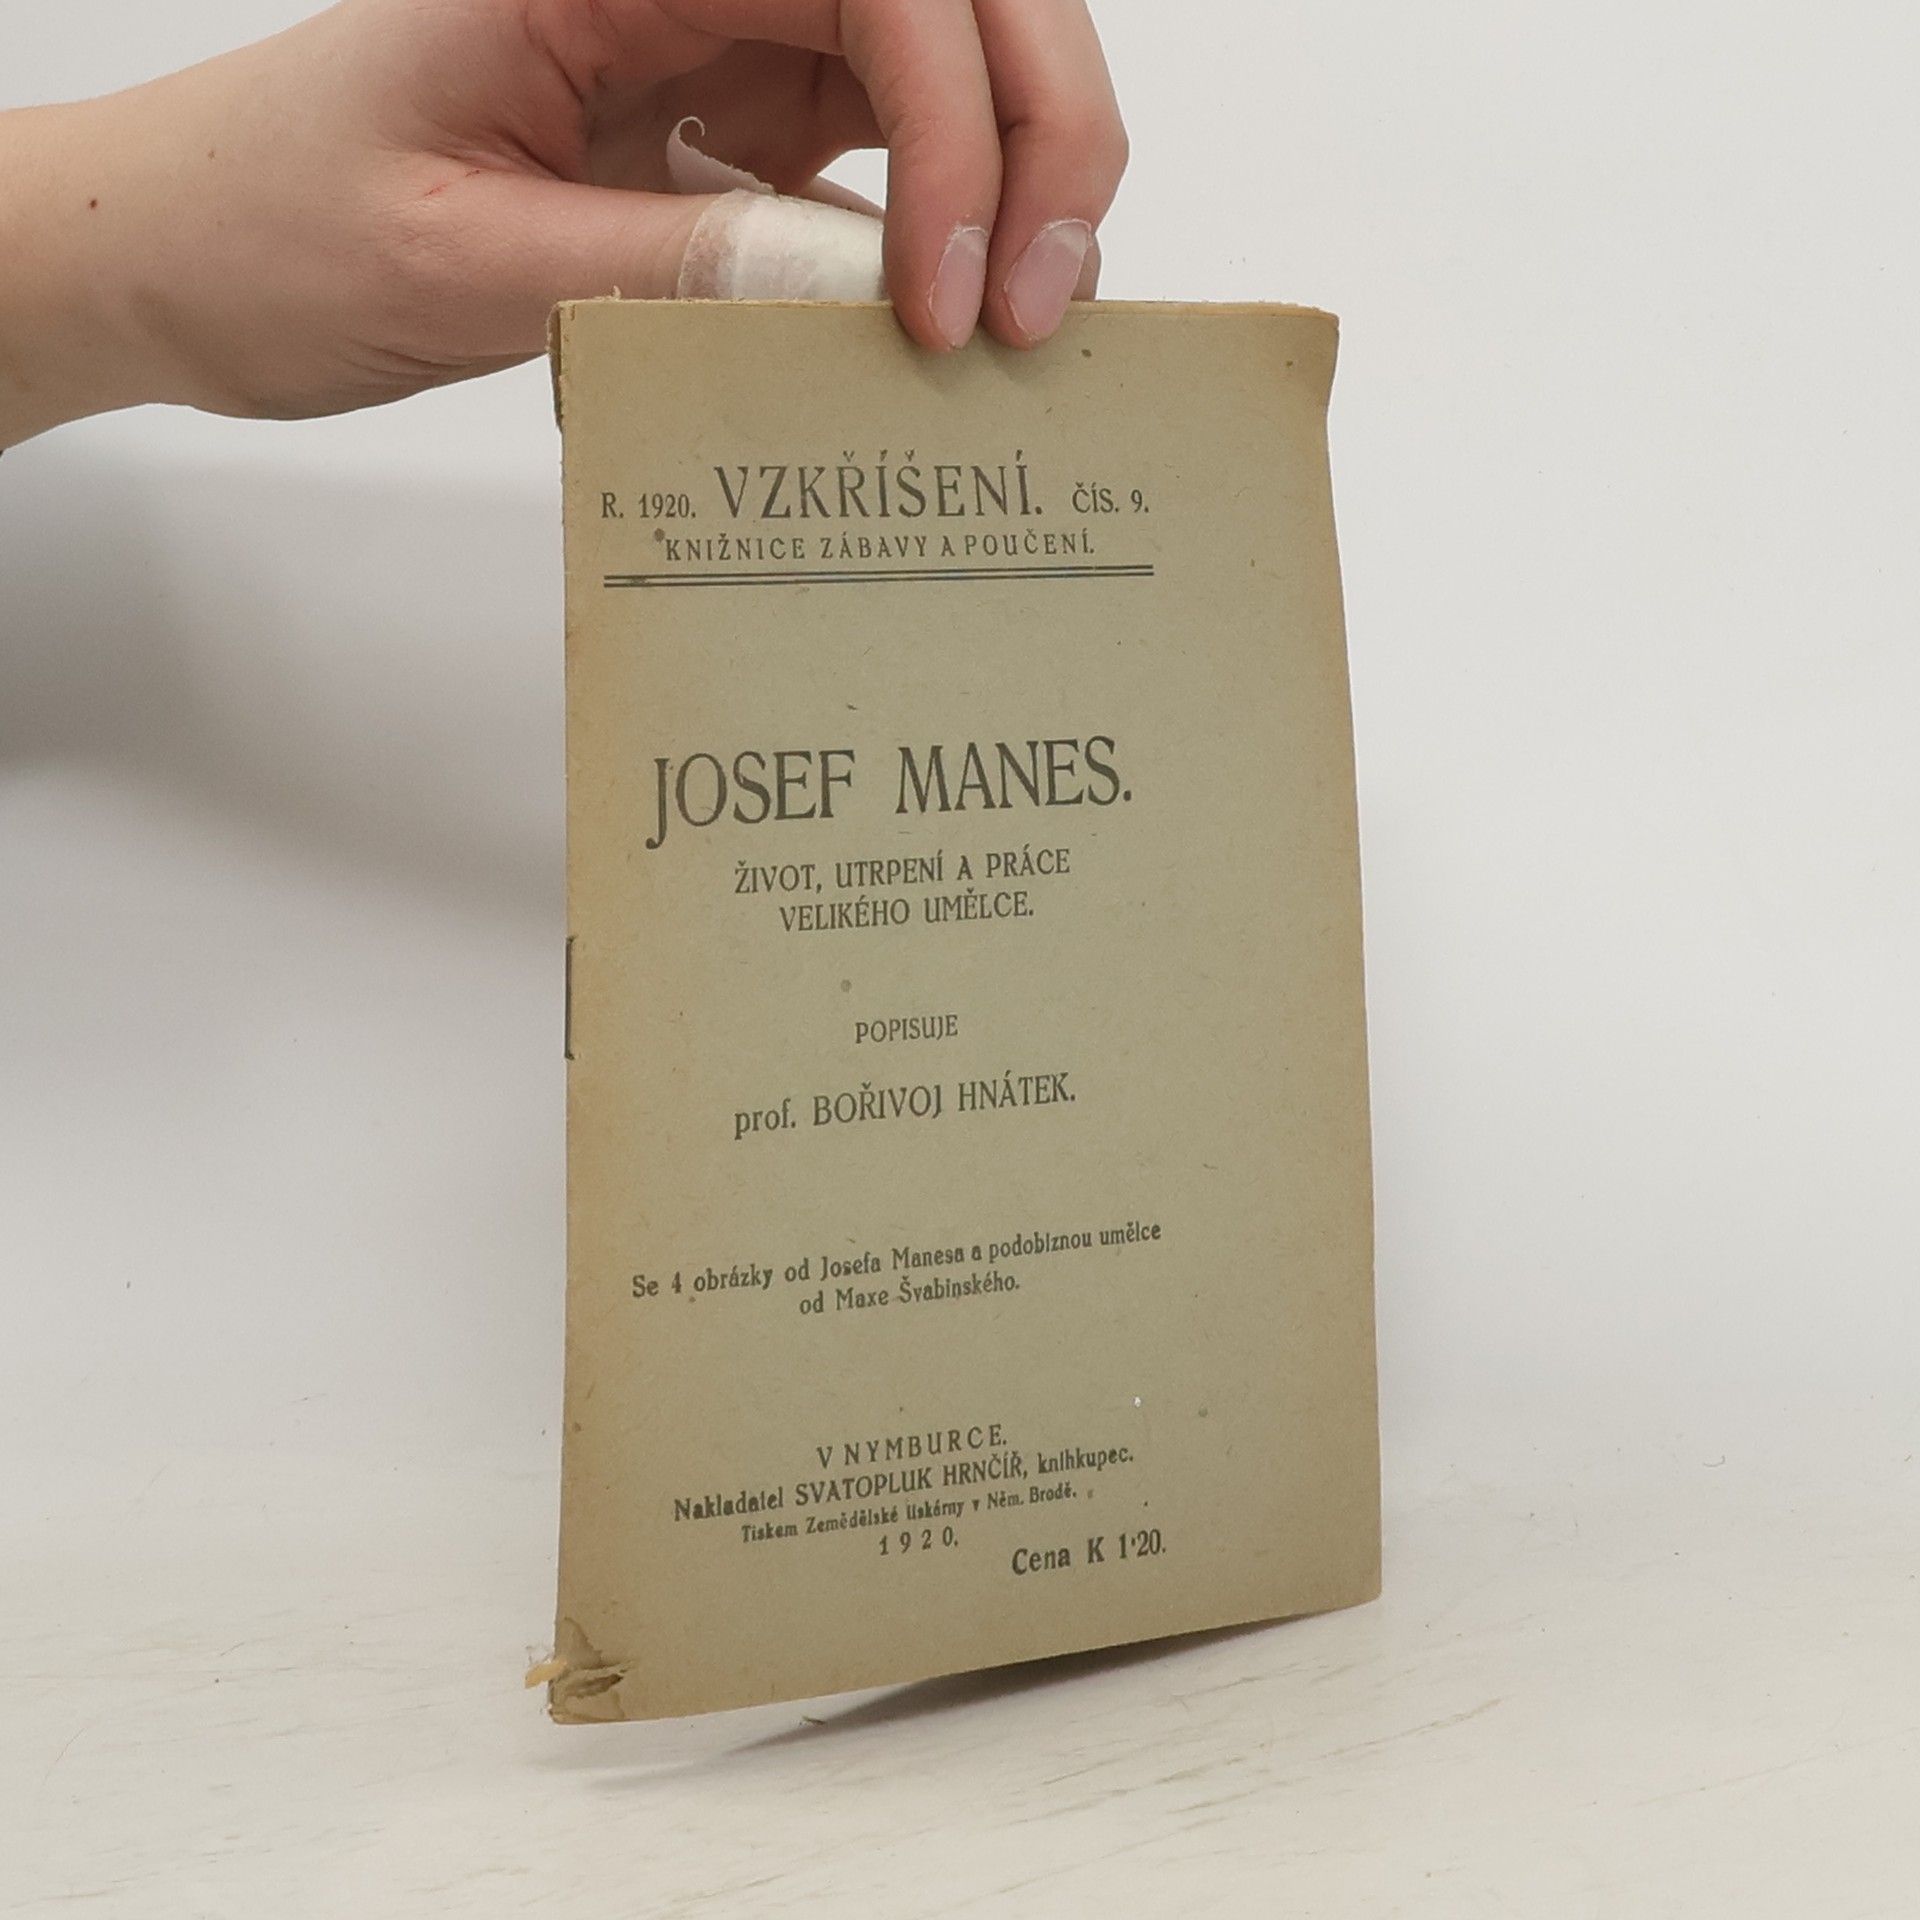 R. 1920. VZKŘÍŠENÍ. ČÍS. 9.
KNIŽNICE ZÁBAVY A POUČENÍ.
JOSEF MANES.
ŽIVOT, UTRPENÍ A PRÁCE
VELIKÉHO UMĚLCE.
POPISUJE
prof. BOŘIVOJ HNÁTEK.
Se 4 obrázky od Josefa Manesa a podobiznou umělce
od Maxe Švabinského.
V NYMBURCE.
Nakladatel SVATOPLUK HRNČÍŘ, knihkupec.
Tiskem Zemědělské tiskárny v Něm. Brodě.
1920.
Cena K 1·20.